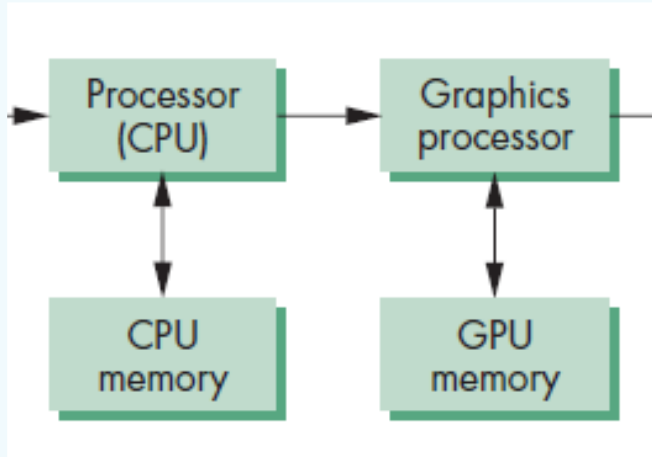 Processor
(CPU)
Graphics
processor
CPU
memory
GPU
memory